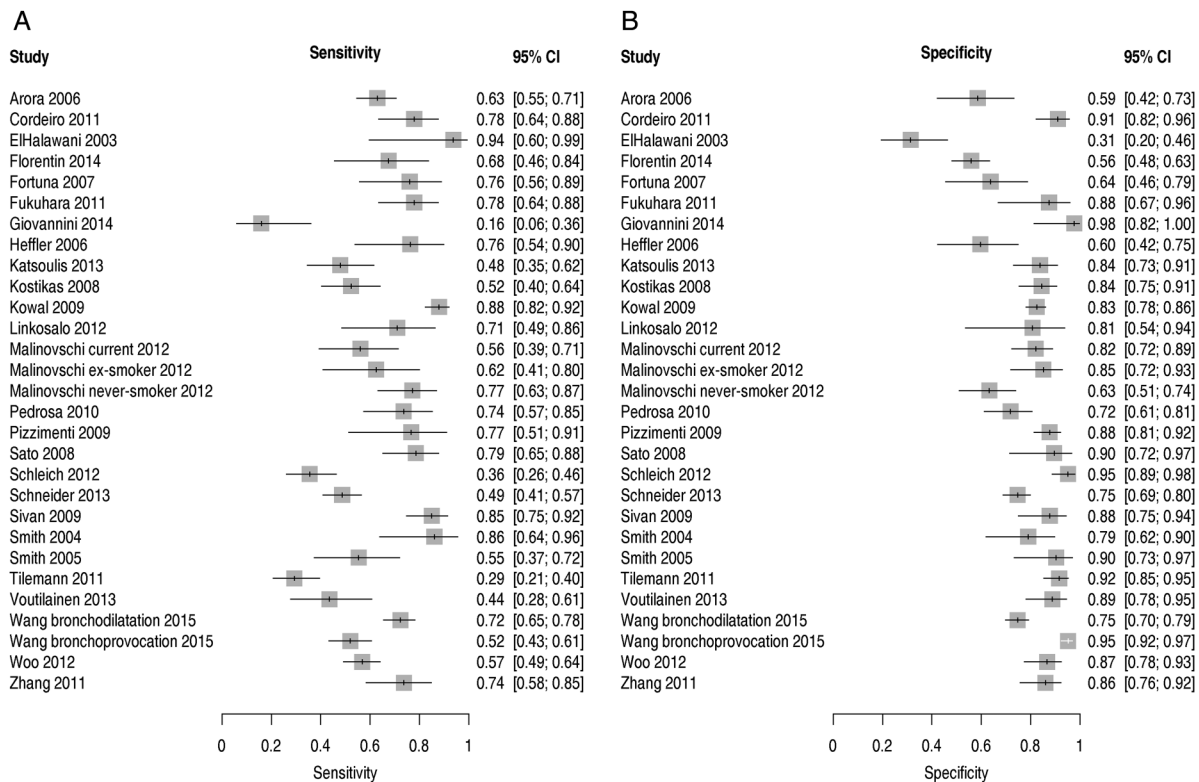 A
Study Sensitivity 95% CI
Arora 2006 0.63 [0.55; 0.71]
Cordeiro 2011 0.78 [0.64; 0.88]
ElHalawani 2003 0.94 [0.60; 0.99]
Florentin 2014 0.68 [0.46; 0.84]
Fortuna 2007 0.76 [0.56; 0.89]
Fukuhara 2011 0.78 [0.64; 0.88]
Giovannini 2014 0.16 [0.06; 0.36]
Heffler 2006 0.76 [0.54; 0.90]
Katsoulis 2013 0.48 [0.35; 0.62]
Kostikas 2008 0.52 [0.40; 0.64]
Kowal 2009 0.88 [0.82; 0.92]
Linkosalo 2012 0.71 [0.49; 0.86]
Malinovschi current 2012 0.56 [0.39; 0.71]
Malinovschi ex-smoker 2012 0.62 [0.41; 0.80]
Malinovschi never-smoker 2012 0.77 [0.63; 0.87]
Pedrosa 2010 0.74 [0.57; 0.85]
Pizzimenti 2009 0.77 [0.51; 0.91]
Sato 2008 0.79 [0.65; 0.88]
Schleich 2012 0.36 [0.26; 0.46]
Schneider 2013 0.49 [0.41; 0.57]
Sivan 2009 0.85 [0.75; 0.92]
Smith 2004 0.86 [0.64; 0.96]
Smith 2005 0.55 [0.37; 0.72]
Tilemann 2011 0.29 [0.21; 0.40]
Voutilainen 2013 0.44 [0.28; 0.61]
Wang bronchodilatation 2015 0.72 [0.65; 0.78]
Wang bronchoprovocation 2015 0.52 [0.43; 0.61]
Woo 2012 0.57 [0.49; 0.64]
Zhang 2011 0.74 [0.58; 0.85]
0 0.2 0.4 0.6 0.8 1
Sensitivity
B
Study Specificity 95% CI
Arora 2006 0.59 [0.42; 0.73]
Cordeiro 2011 0.91 [0.82; 0.96]
ElHalawani 2003 0.31 [0.20; 0.46]
Florentin 2014 0.56 [0.48; 0.63]
Fortuna 2007 0.64 [0.46; 0.79]
Fukuhara 2011 0.88 [0.67; 0.96]
Giovannini 2014 0.98 [0.82; 1.00]
Heffler 2006 0.60 [0.42; 0.75]
Katsoulis 2013 0.84 [0.73; 0.91]
Kostikas 2008 0.84 [0.75; 0.91]
Kowal 2009 0.83 [0.78; 0.86]
Linkosalo 2012 0.81 [0.54; 0.94]
Malinovschi current 2012 0.82 [0.72; 0.89]
Malinovschi ex-smoker 2012 0.85 [0.72; 0.93]
Malinovschi never-smoker 2012 0.63 [0.51; 0.74]
Pedrosa 2010 0.72 [0.61; 0.81]
Pizzimenti 2009 0.88 [0.81; 0.92]
Sato 2008 0.90 [0.72; 0.97]
Schleich 2012 0.95 [0.89; 0.98]
Schneider 2013 0.75 [0.69; 0.80]
Sivan 2009 0.88 [0.75; 0.94]
Smith 2004 0.79 [0.62; 0.90]
Smith 2005 0.90 [0.73; 0.97]
Tilemann 2011 0.92 [0.85; 0.95]
Voutilainen 2013 0.89 [0.78; 0.95]
Wang bronchodilatation 2015 0.75 [0.70; 0.79]
Wang bronchoprovocation 2015 0.95 [0.92; 0.97]
Woo 2012 0.87 [0.78; 0.93]
Zhang 2011 0.86 [0.76; 0.92]
0 0.2 0.4 0.6 0.8 1
Specificity